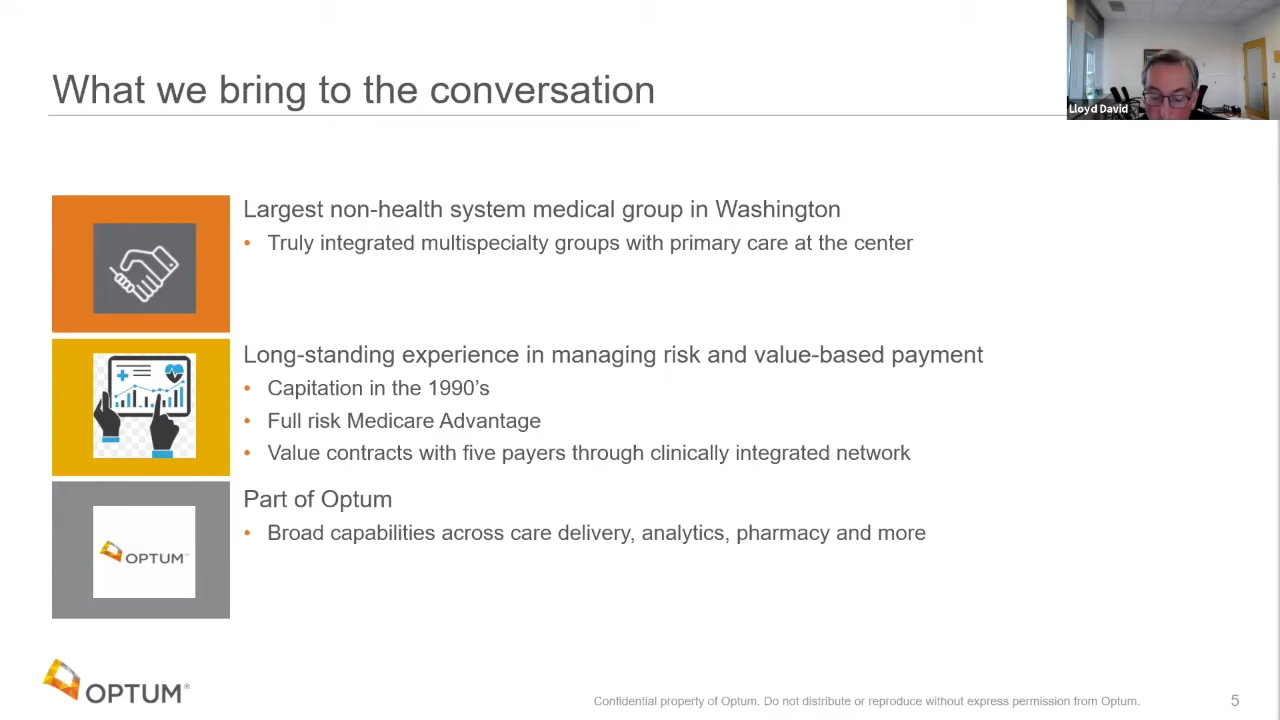 What we bring to the conversation
Lloyd David
Largest non-health system medical group in Washington
• Truly integrated multispecialty groups with primary care at the center
Long-standing experience in managing risk and value-based payment
• Capitation in the 1990’s
• Full risk Medicare Advantage
• Value contracts with five payers through clinically integrated network
Part of Optum
• Broad capabilities across care delivery, analytics, pharmacy and more
OPTUM™
OPTUM®
Confidential property of Optum. Do not distribute or reproduce without express permission from Optum.
5